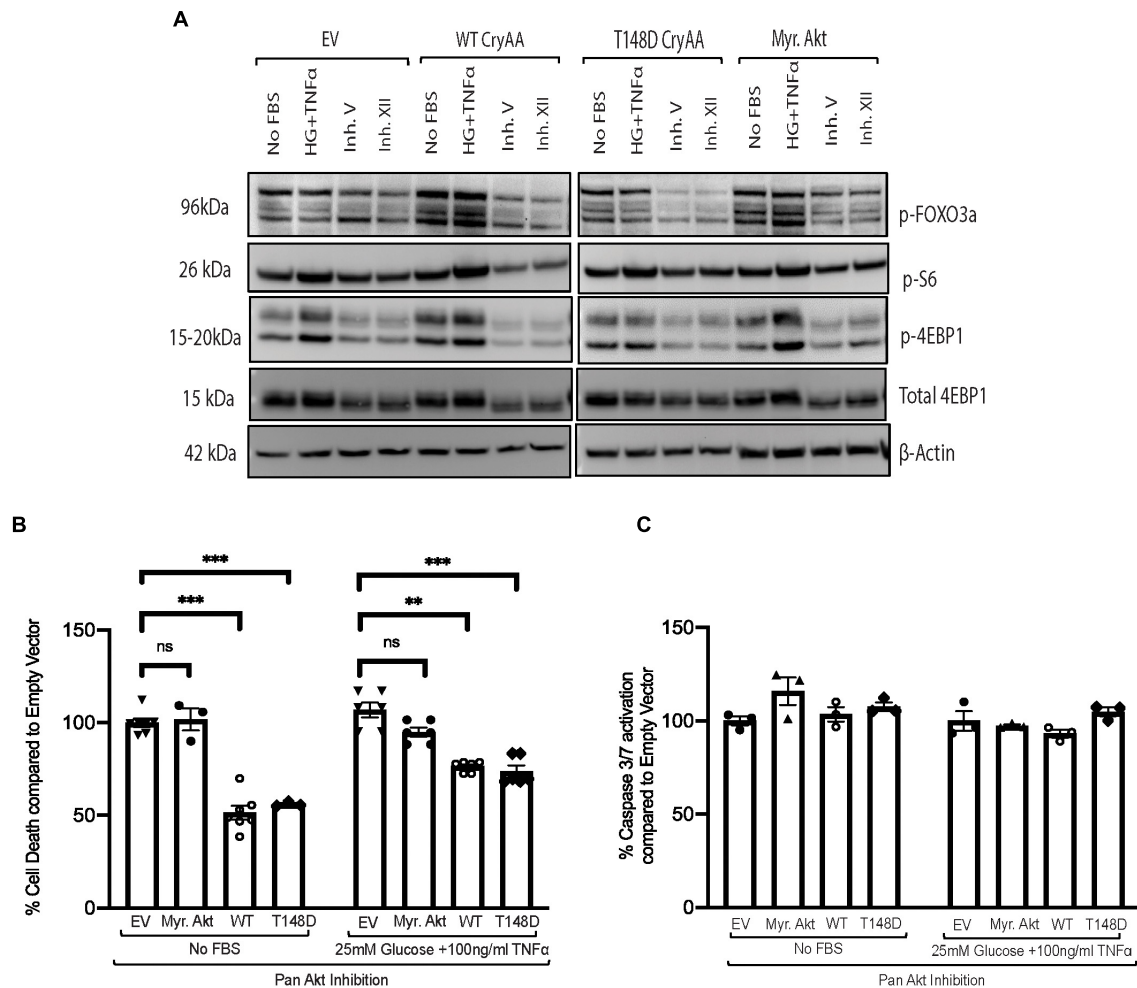 A
EV WT CryAA T148D CryAA Myr. Akt
No FBS HG+TNFα Inh. V Inh. XII No FBS HG+TNFα Inh. V Inh. XII No FBS HG+TNFα Inh. V Inh. XII No FBS HG+TNFα Inh. V Inh. XII
96kDa p-FOXO3a
26 kDa p-S6
15-20kDa p-4EBP1
15 kDa Total 4EBP1
42 kDa β-Actin
B
% Cell Death compared to Empty Vector
150
100
50
0
*** 
***
ns
***
**
ns
EV Myr. Akt WT T148D EV Myr. Akt WT T148D
No FBS 25mM Glucose +100ng/ml TNFα
Pan Akt Inhibition
C
% Caspase 3/7 activation
compared to Empty Vector
150
100
50
0
EV Myr. Akt WT T148D EV Myr. Akt WT T148D
No FBS 25mM Glucose +100ng/ml TNFα
Pan Akt Inhibition